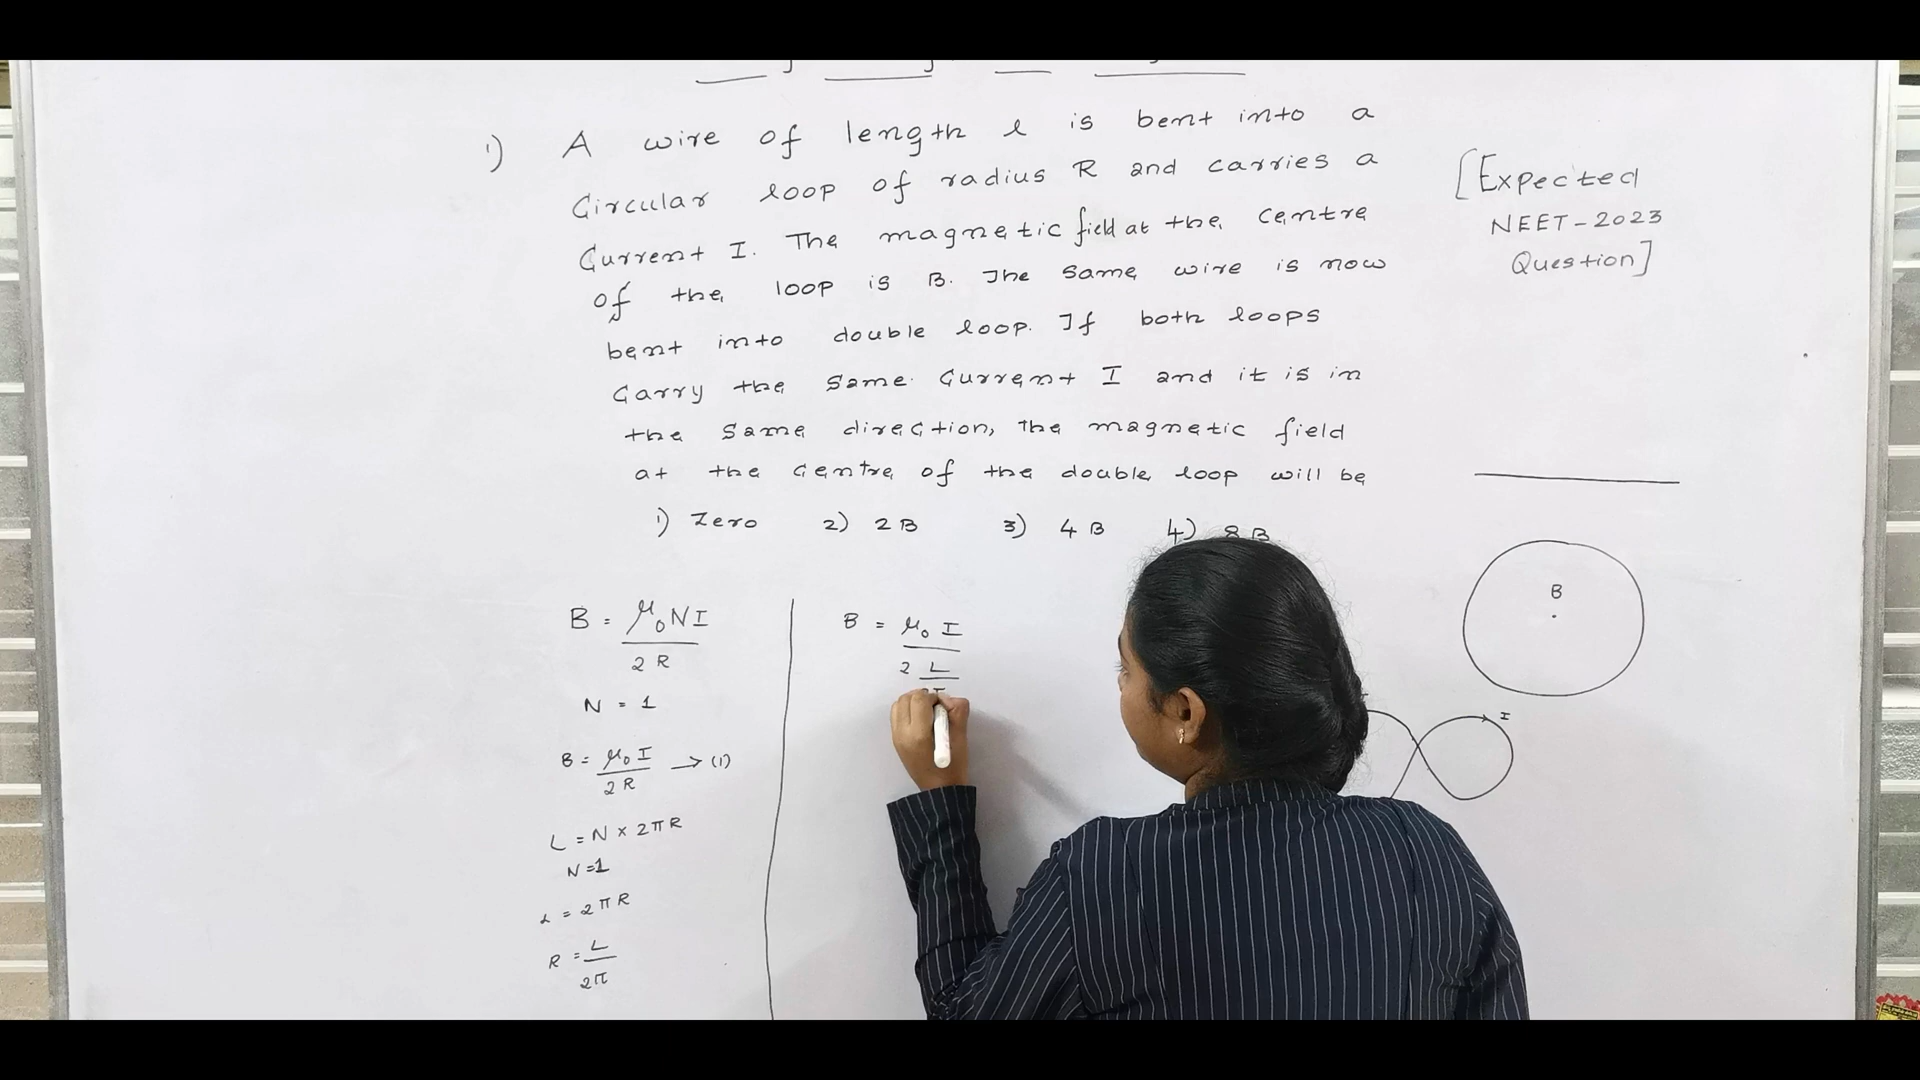 1) A wire of length l is bent into a
Circular loop of radius R and carries a
Current I. The magnetic field at the centre
of the loop is B. The same wire is now
bent into double loop. If both loops
Carry the same Current I and it is in
the same direction, The magnetic field
at the centre of the double loop will be
1) Zero 2) 2B 3) 4B 4) 8B
[Expected
NEET-2023
Question]
B = μ₀NI
2R
N = 1
B = μ₀I → (1)
2R
L = N × 2πR
N = 1
L = 2πR
R = L
2π
B = μ₀ I
2 L
B
I